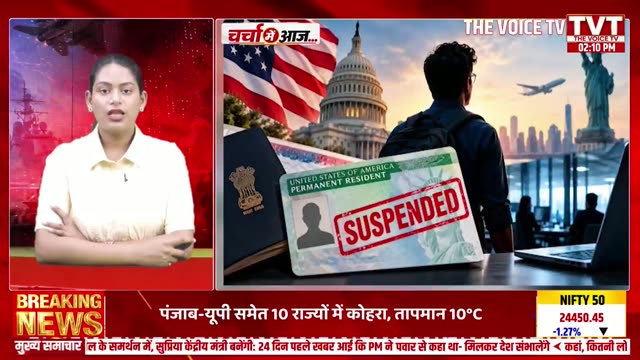 चर्चा में आज...
THE VOICE TV
TVT
THE VOICE TV
02:10 PM
UNITED STATES OF AMERICA
PERMANENT RESIDENT
SUSPENDED
BREAKING
NEWS
पंजाब-यूपी समेत 10 राज्यों में कोहरा, तापमान 10°C
NIFTY 50
24450.45
-1.27%
मुख्य समाचार
ल के समर्थन में, सुप्रिया केंद्रीय मंत्री बनेंगी: 24 दिन पहले खबर आई कि PM ने पवार से कहा था- मिलकर देश संभालेंगे
कहां, कितनी लो